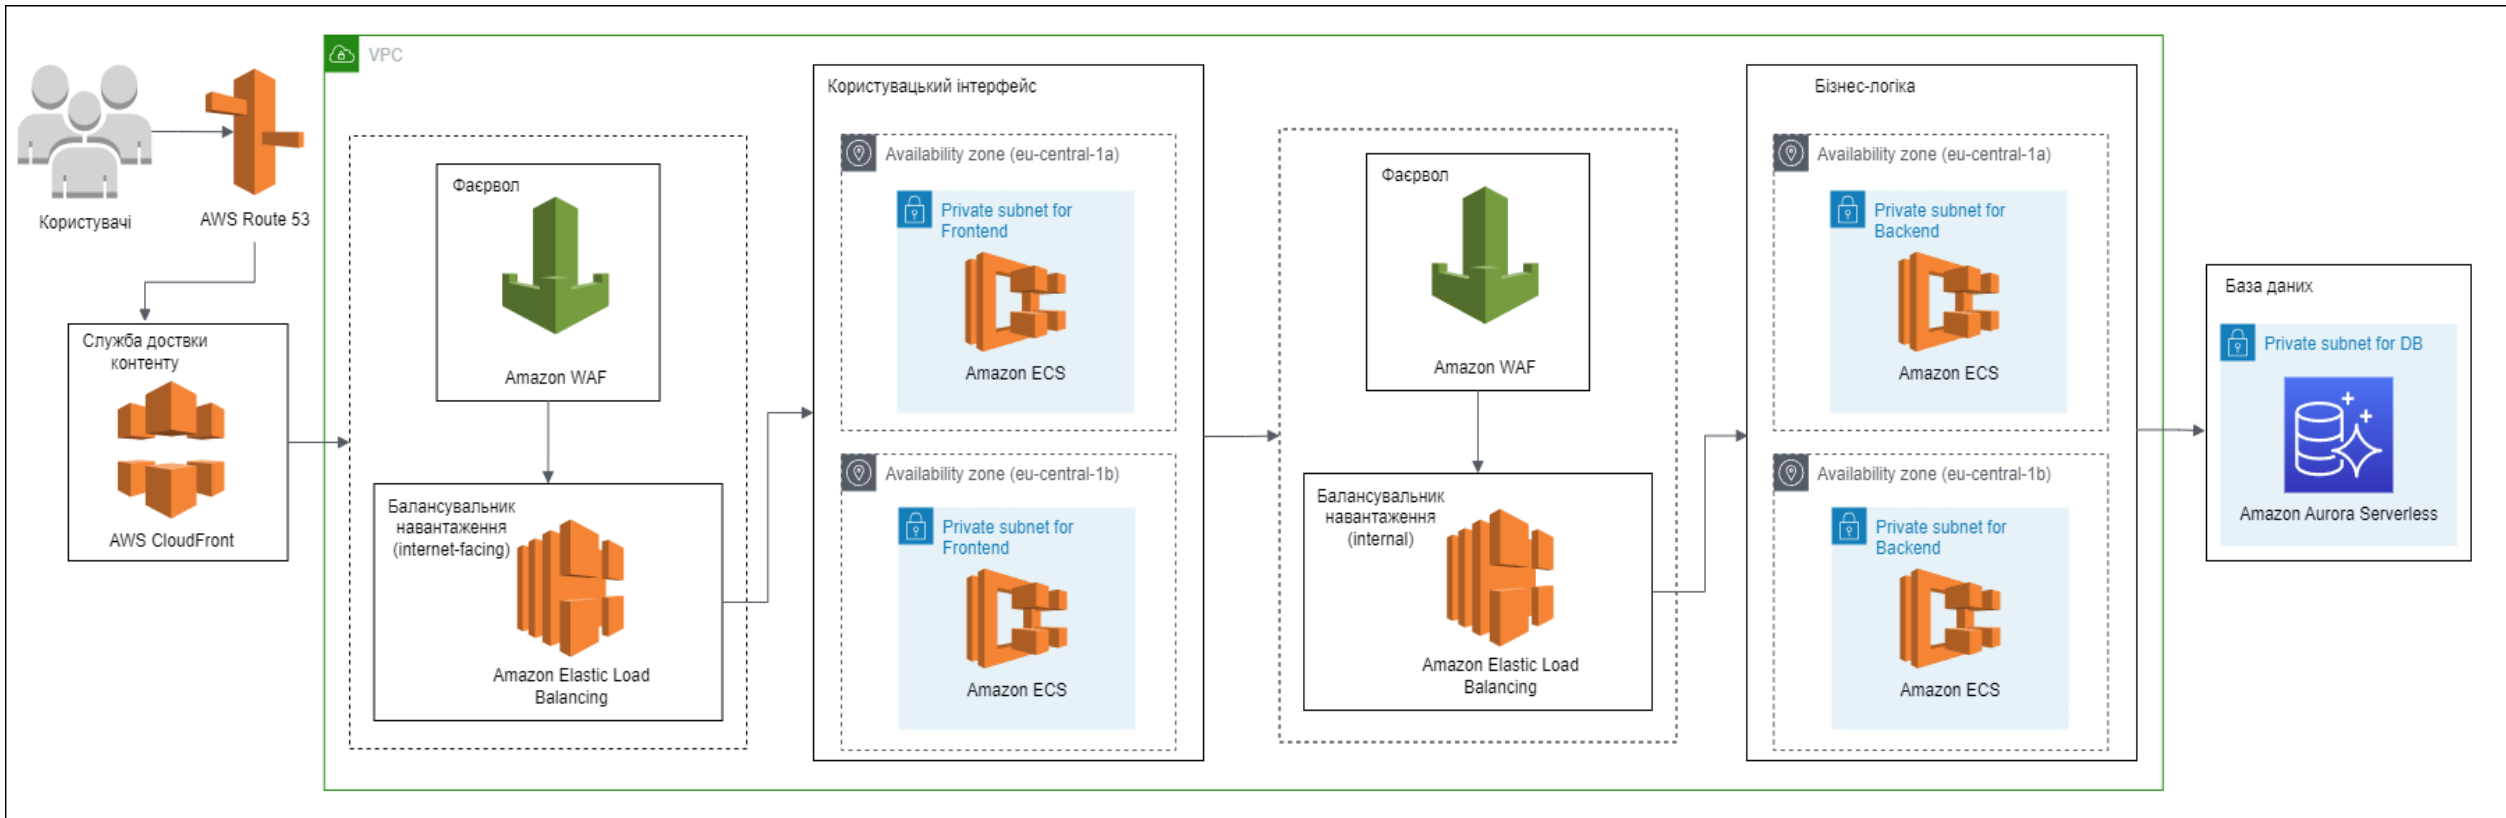 VPC
Користувачі
AWS Route 53
Служба доствки
контенту
AWS CloudFront
Фаєрвол
Amazon WAF
Балансувальник
навантаження
(internet-facing)
Amazon Elastic Load
Balancing
Користувацький інтерфейс
Availability zone (eu-central-1a)
Private subnet for
Frontend
Amazon ECS
Availability zone (eu-central-1b)
Private subnet for
Frontend
Amazon ECS
Фаєрвол
Amazon WAF
Балансувальник
навантаження
(internal)
Amazon Elastic Load
Balancing
Бізнес-логіка
Availability zone (eu-central-1a)
Private subnet for
Backend
Amazon ECS
Availability zone (eu-central-1b)
Private subnet for
Backend
Amazon ECS
База даних
Private subnet for DB
Amazon Aurora Serverless